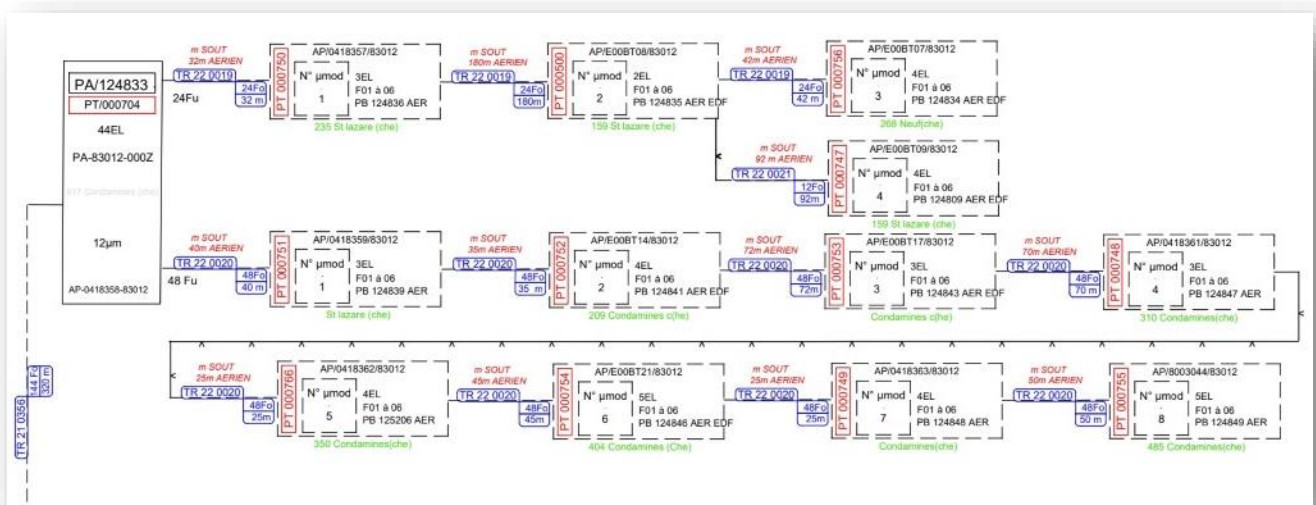 PA/124833
PT/000704
44EL
PA-83012-000Z
12µm
AP-0418358-83012
24Fu
48 Fu
144 Fo
320 m
TR 21 0356
m SOUT
32m AERIEN
TR 22 0019
24Fo
32 m
PT 000750
AP/0418357/83012
N° µmod
1
3EL
F01 à 06
PB 124836 AER
235 St lazare (che)
m SOUT
180m AERIEN
TR 22 0019
24Fo
180m
PT 000500
AP/E00BT08/83012
N° µmod
2
2EL
F01 à 06
PB 124835 AER EDF
159 St lazare (che)
m SOUT
42m AERIEN
TR 22 0019
24Fo
42 m
PT 000756
AP/E00BT07/83012
N° µmod
3
4EL
F01 à 06
PB 124834 AER EDF
268 Neuf(che)
m SOUT
92 m AERIEN
TR 22 0021
12Fo
92m
PT 000747
AP/E00BT09/83012
N° µmod
4
4EL
F01 à 06
PB 124809 AER EDF
159 St lazare (che)
m SOUT
40m AERIEN
TR 22 0020
48Fo
40 m
PT 000751
AP/0418359/83012
N° µmod
1
3EL
F01 à 06
PB 124839 AER
St lazare (che)
m SOUT
35m AERIEN
TR 22 0020
48Fo
35 m
PT 000752
AP/E00BT14/83012
N° µmod
2
4EL
F01 à 06
PB 124841 AER EDF
209 Condamines c(he)
m SOUT
72m AERIEN
TR 22 0020
48Fo
72m
PT 000753
AP/E00BT17/83012
N° µmod
3
3EL
F01 à 06
PB 124843 AER EDF
Condamines c(he)
m SOUT
70m AERIEN
TR 22 0020
48Fo
70 m
PT 000748
AP/0418361/83012
N° µmod
4
3EL
F01 à 06
PB 124847 AER
310 Condamines(che)
m SOUT
25m AERIEN
TR 22 0020
48Fo
25m
PT 000766
AP/0418362/83012
N° µmod
5
4EL
F01 à 06
PB 125206 AER
350 Condamines(che)
m SOUT
45m AERIEN
TR 22 0020
48Fo
45m
PT 000754
AP/E00BT21/83012
N° µmod
6
5EL
F01 à 06
PB 124846 AER EDF
404 Condamines (Che)
m SOUT
25m AERIEN
TR 22 0020
48Fo
25m
PT 000749
AP/0418363/83012
N° µmod
7
4EL
F01 à 06
PB 124848 AER
Condamines(che)
m SOUT
50m AERIEN
TR 22 0020
48Fo
50 m
PT 000755
AP/8003044/83012
N° µmod
8
5EL
F01 à 06
PB 124849 AER
485 Condamines(che)